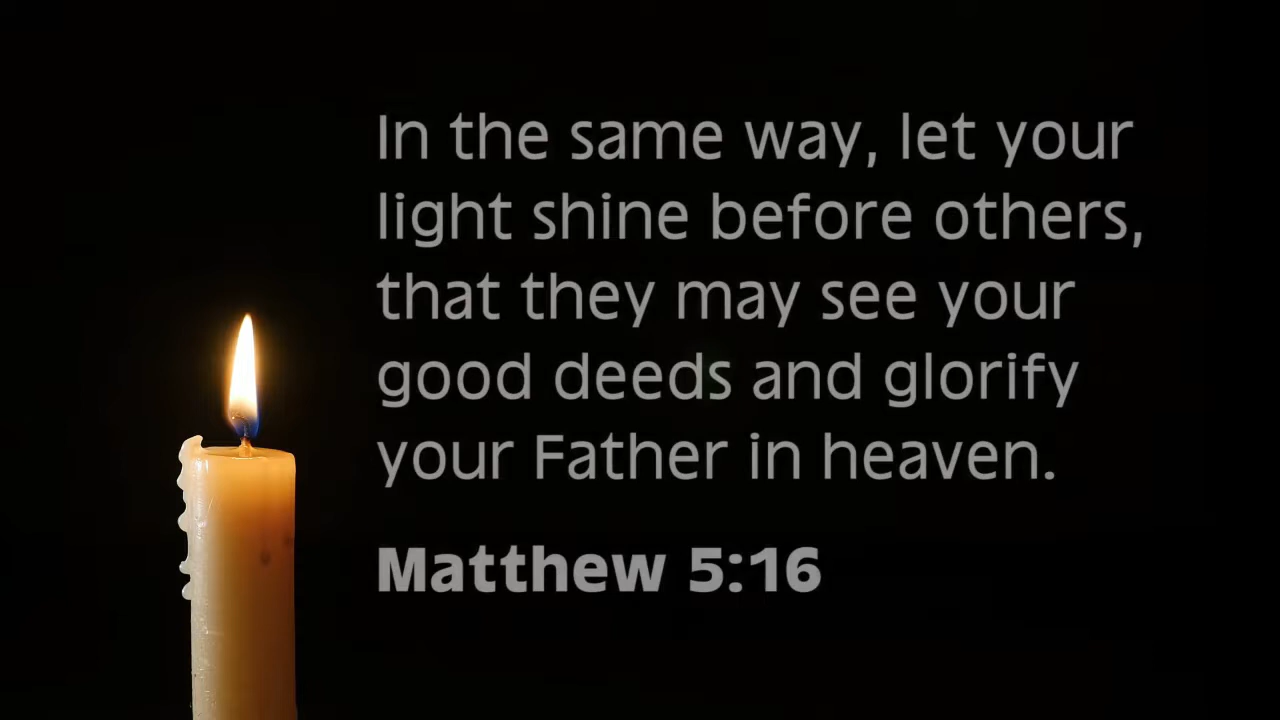 In the same way, let your
light shine before others,
that they may see your
good deeds and glorify
your Father in heaven.
Matthew 5:16